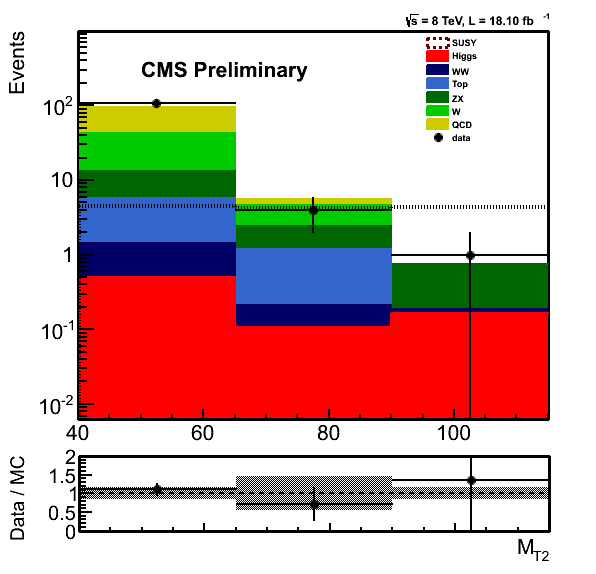 √s = 8 TeV, L = 18.10 fb⁻¹
Events
CMS Preliminary
SUSY
Higgs
WW
Top
ZX
W
QCD
data
10²
10
1
10⁻¹
10⁻²
40 60 80 100
Data / MC
2
1.5
1
0.5
0
M_T2